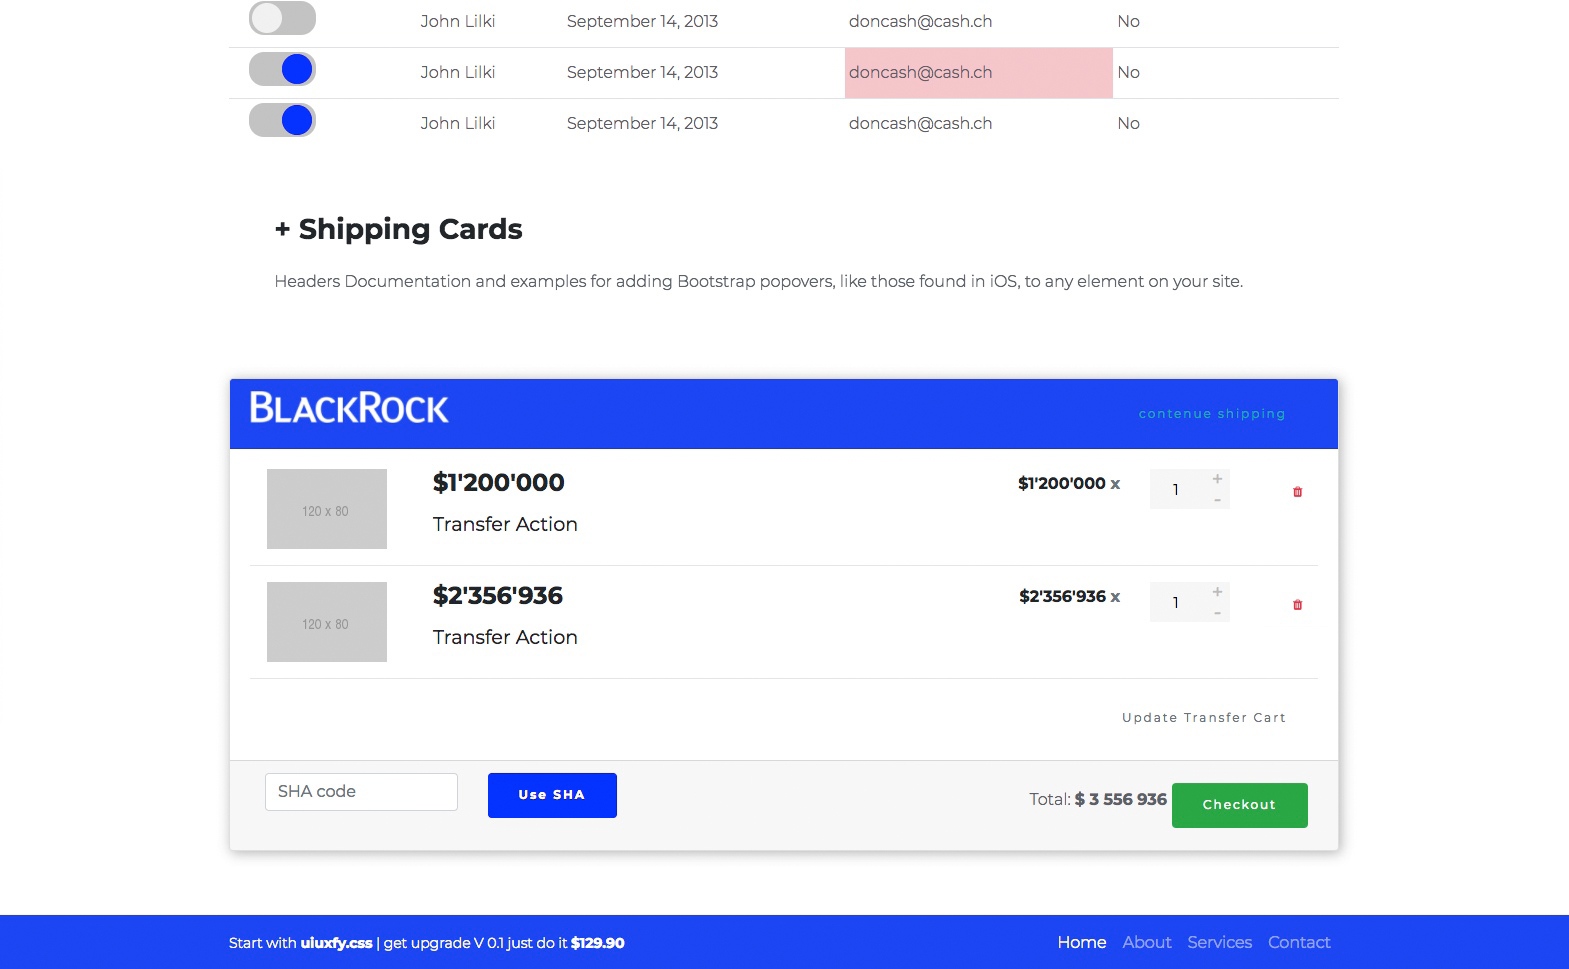 John Lilki September 14, 2013 doncash@cash.ch No
John Lilki September 14, 2013 doncash@cash.ch No
John Lilki September 14, 2013 doncash@cash.ch No
+ Shipping Cards
Headers Documentation and examples for adding Bootstrap popovers, like those found in iOS, to any element on your site.
BLACKROCK contenue shipping
120 x 80
$1'200'000
Transfer Action
$1'200'000 x 1 + -
120 x 80
$2'356'936
Transfer Action
$2'356'936 x 1 + -
Update Transfer Cart
SHA code Use SHA Total: $ 3 556 936 Checkout
Start with uiuxfy.css | get upgrade V 0.1 just do it $129.90 Home About Services Contact